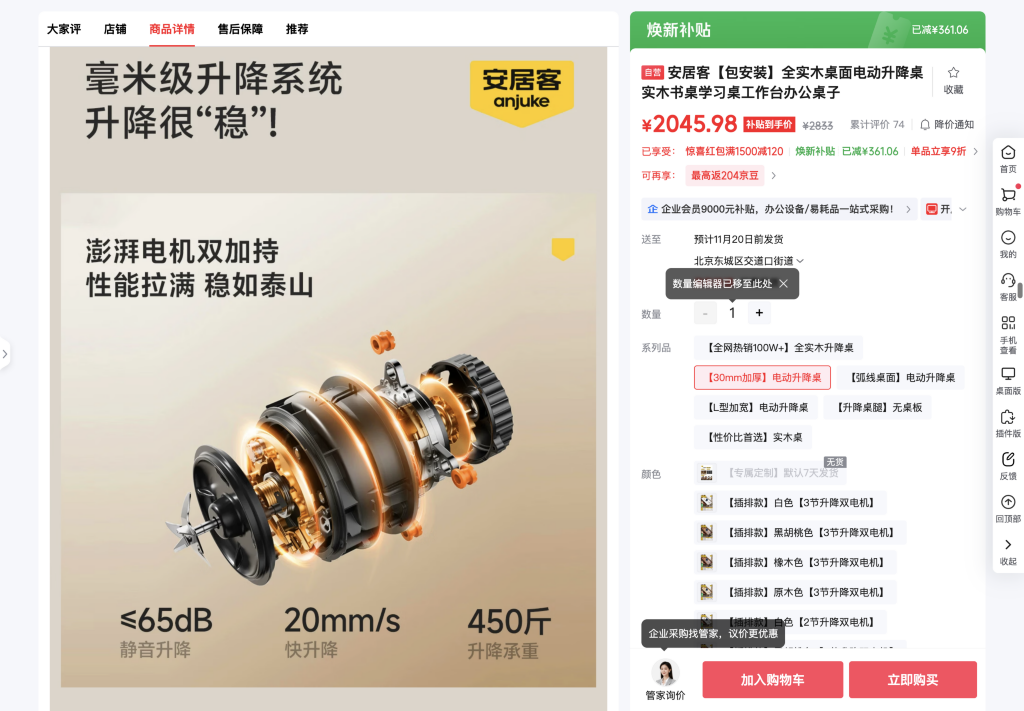 大家评 店铺 商品详情 售后保障 推荐
毫米级升降系统
升降很“稳”!
安居客
anjuke
澎湃电机双加持
性能拉满 稳如泰山
≤65dB 20mm/s 450斤
静音升降 快升降 升降承重
焕新补贴 已减¥361.06
自营 安居客【包安装】全实木桌面电动升降桌
实木书桌学习桌工作台办公桌子
收藏
¥2045.98 补贴到手价 ¥2833 累计评价 74 降价通知
已享受: 惊喜红包满1500减120 焕新补贴 已减¥361.06 单品立享9折
可再享: 最高返204京豆
企业会员9000元补贴，办公设备/易耗品一站式采购! 开.
送至 预计11月20日前发货
北京东城区交道口街道
数量编辑器已移至此处
数量 - 1 +
系列品 【全网热销100W+】全实木升降桌
【30mm加厚】电动升降桌 【弧线桌面】电动升降桌
【L型加宽】电动升降桌 【升降桌腿】无桌板
【性价比首选】实木桌
无货
颜色 【专属定制】默认7天发货
【插排款】白色【3节升降双电机】
【插排款】黑胡桃色【3节升降双电机】
【插排款】橡木色【3节升降双电机】
【插排款】原木色【3节升降双电机】
【插排款】白色【2节升降双电机】
企业采购找管家，议价更优惠
管家询价 加入购物车 立即购买
首页
购物车
我的
客服
手机
查看
桌面版
插件版
反馈
回顶部
收起